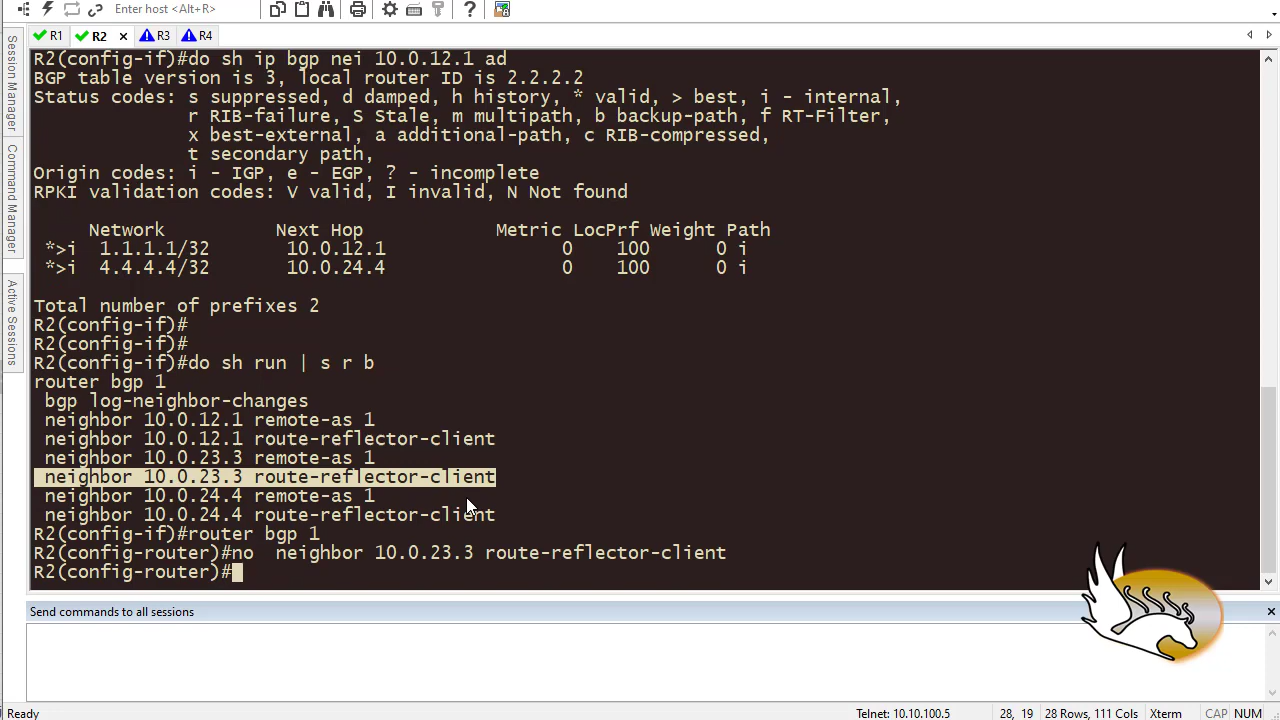 Enter host <Alt+R>
R1
R2
R3
R4
Session Manager
Command Manager
Active Sessions
R2(config-if)#do sh ip bgp nei 10.0.12.1 ad
BGP table version is 3, local router ID is 2.2.2.2
Status codes: s suppressed, d damped, h history, * valid, > best, i - internal,
r RIB-failure, S Stale, m multipath, b backup-path, f RT-Filter,
x best-external, a additional-path, c RIB-compressed,
t secondary path,
Origin codes: i - IGP, e - EGP, ? - incomplete
RPKI validation codes: V valid, I invalid, N Not found
Network Next Hop Metric LocPrf Weight Path
*>i 1.1.1.1/32 10.0.12.1 0 100 0 i
*>i 4.4.4.4/32 10.0.24.4 0 100 0 i
Total number of prefixes 2
R2(config-if)#
R2(config-if)#
R2(config-if)#do sh run | s r b
router bgp 1
bgp log-neighbor-changes
neighbor 10.0.12.1 remote-as 1
neighbor 10.0.12.1 route-reflector-client
neighbor 10.0.23.3 remote-as 1
neighbor 10.0.23.3 route-reflector-client
neighbor 10.0.24.4 remote-as 1
neighbor 10.0.24.4 route-reflector-client
R2(config-if)#router bgp 1
R2(config-router)#no  neighbor 10.0.23.3 route-reflector-client
R2(config-router)#
Send commands to all sessions
Ready
Telnet: 10.10.100.5
28, 19
28 Rows, 111 Cols
Xterm
CAP
NUM